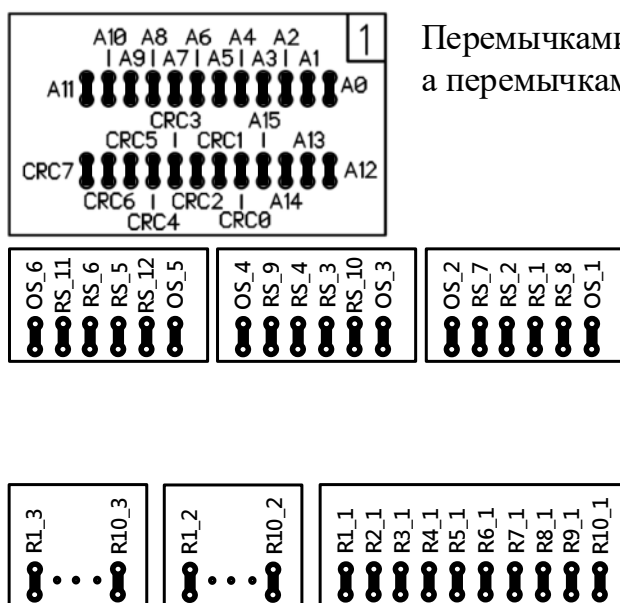 A10 A8 A6 A4 A2
A9 A7 A5 A3 A1
A11 A0
1
Перемычками
CRC3 A15
CRC5 CRC1 A13
CRC7 A12
CRC6 CRC2 A14
CRC4 CRC0
OS_6 RS_11 RS_6 RS_5 RS_12 OS_5
OS_4 RS_9 RS_4 RS_3 RS_10 OS_3
OS_2 RS_7 RS_2 RS_1 RS_8 OS_1
R1_3 R10_3
R1_2 R10_2
R1_1 R2_1 R3_1 R4_1 R5_1 R6_1 R7_1 R8_1 R9_1 R10_1